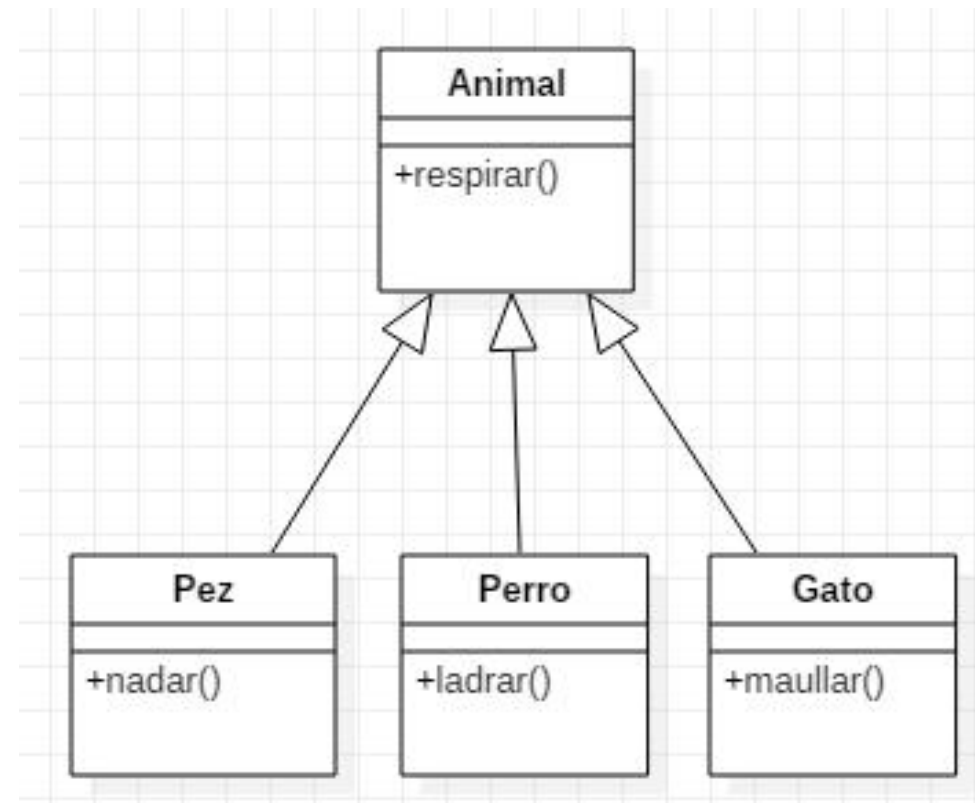 Animal
+respirar()
Pez
+nadar()
Perro
+ladrar()
Gato
+maullar()